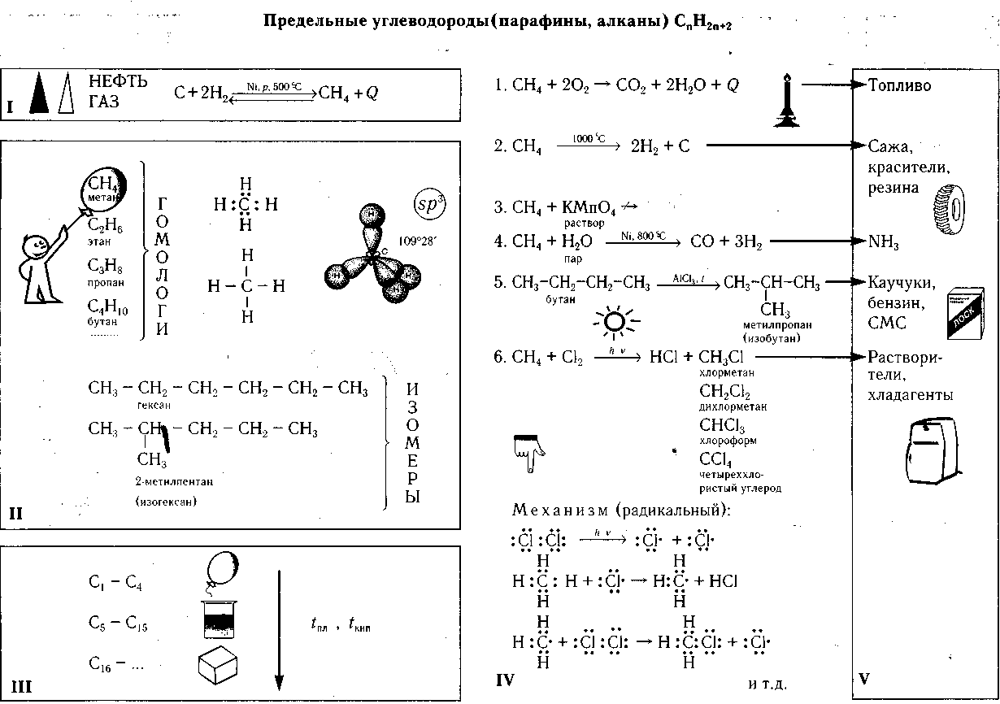 Предельные углеводороды(парафины, алканы) CₙH₂ₙ₊₂
НЕФТЬ
ГАЗ
C + 2H₂ ⇄ CH₄ + Q
Ni, p, 500 °C
I
CH₄
метан
C₂H₆
этан
C₃H₈
пропан
C₄H₁₀
бутан
..........
ГОМОЛОГИ
H
H:C:H
H
H
H–C–H
H
sp³
109°28′
H
C
H
H
H
CH₃ – CH₂ – CH₂ – CH₂ – CH₂ – CH₃
гексан
CH₃ – CH – CH₂ – CH₂ – CH₃
CH₃
2-метилпентан
(изогексан)
ИЗОМЕРЫ
II
C₁ – C₄
C₅ – C₁₅
C₁₆ – ...
tпл , tкип
III
1. CH₄ + 2O₂ → CO₂ + 2H₂O + Q
2. CH₄ → 2H₂ + C
1000 °C
3. CH₄ + KMnO₄ ↛
раствор
4. CH₄ + H₂O → CO + 3H₂
Ni, 800 °C
пар
5. CH₃–CH₂–CH₂–CH₃ → CH₃–CH–CH₃
AlCl₃, t
бутан
CH₃
метилпропан
(изобутан)
6. CH₄ + Cl₂ → HCl + CH₃Cl
h ν
хлорметан
CH₂Cl₂
дихлорметан
CHCl₃
хлороформ
CCl₄
четыреххло-
ристый углерод
Механизм (радикальный):
:Cl:Cl: → :Cl· + :Cl·
h ν
H
H:C:H + :Cl· → H:C· + HCl
H
H
H
H
H:C· + :Cl:Cl: → H:C:Cl: + :Cl·
H
H
H
и т.д.
IV
Топливо
Сажа,
красители,
резина
NH₃
Каучуки,
бензин,
СМС
ЛОСК
Раствори-
тели,
хладагенты
V